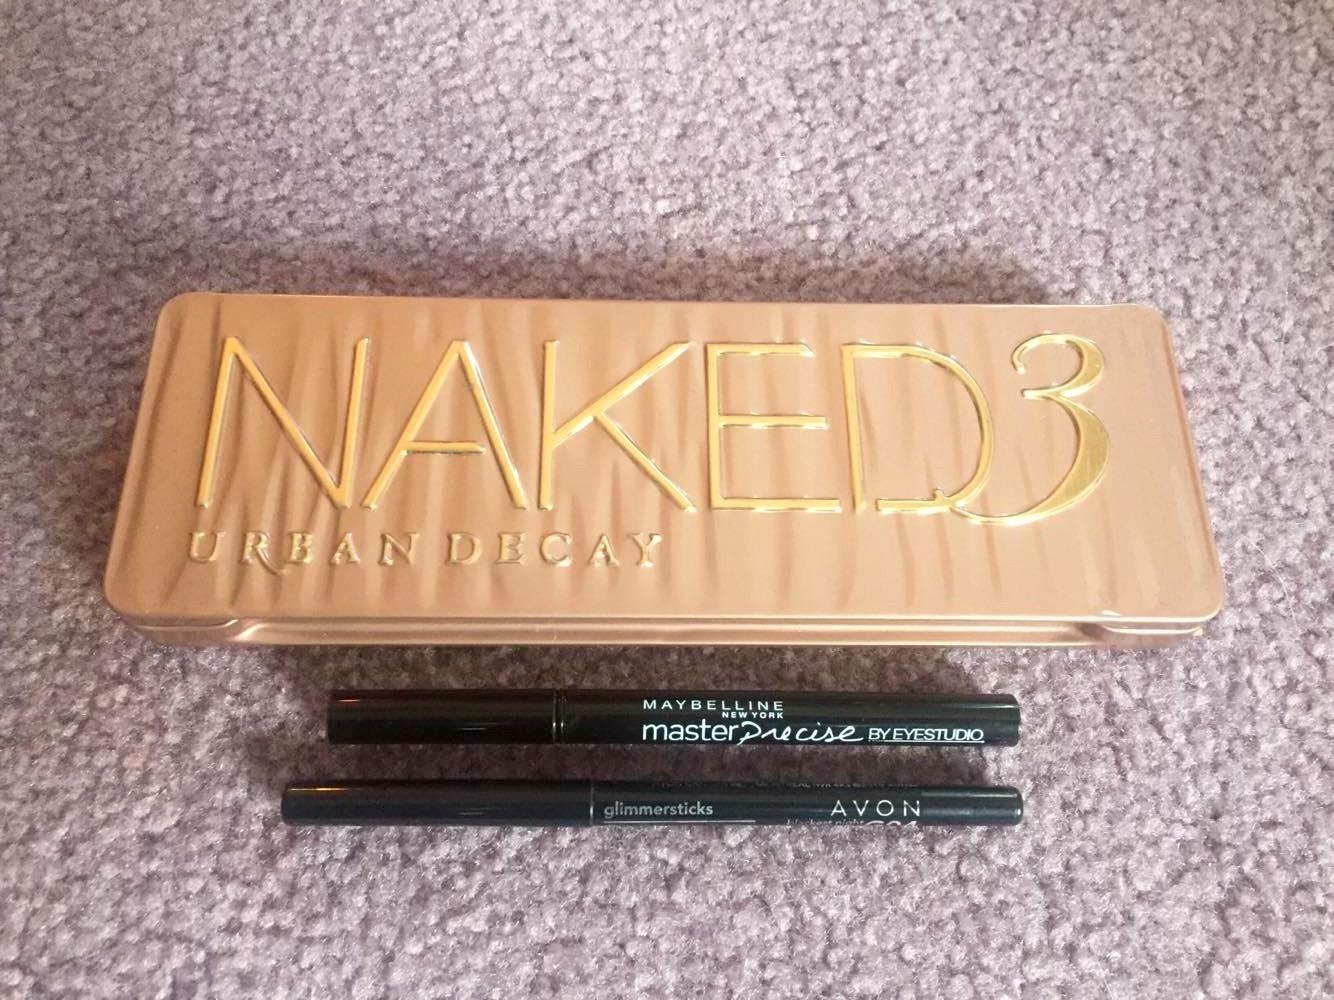 NAKED3
URBAN DECAY
MAYBELLINE
NEW YORK
master precise BY EYESTUDIO
glimmersticks
AVON